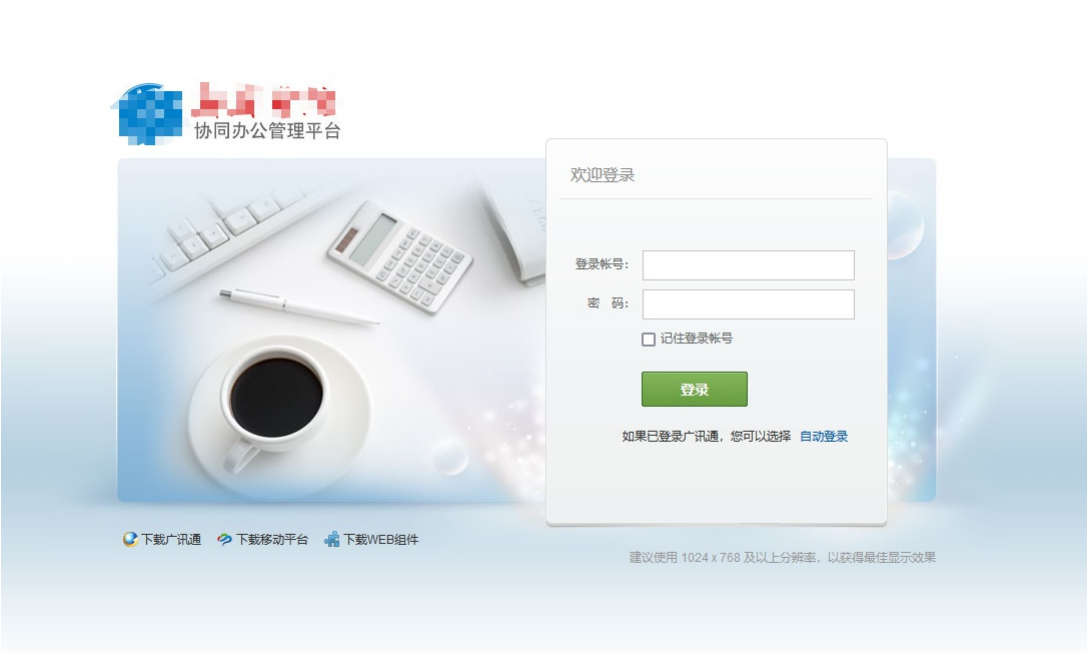 协同办公管理平台
欢迎登录
登录帐号:
密 码:
记住登录帐号
登录
如果已登录广讯通，您可以选择 自动登录
下载广讯通 下载移动平台 下载WEB组件
建议使用 1024 x 768 及以上分辨率，以获得最佳显示效果